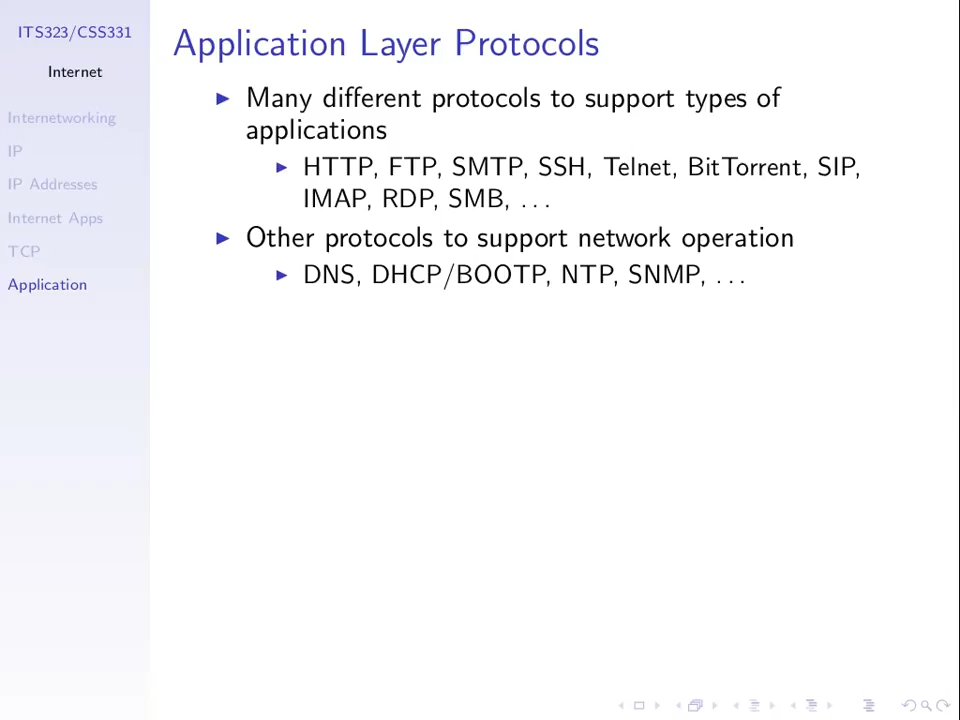 ITS323/CSS331
Internet
Internetworking
IP
IP Addresses
Internet Apps
TCP
Application
Application Layer Protocols
Many different protocols to support types of
applications
HTTP, FTP, SMTP, SSH, Telnet, BitTorrent, SIP,
IMAP, RDP, SMB, ...
Other protocols to support network operation
DNS, DHCP/BOOTP, NTP, SNMP, ...